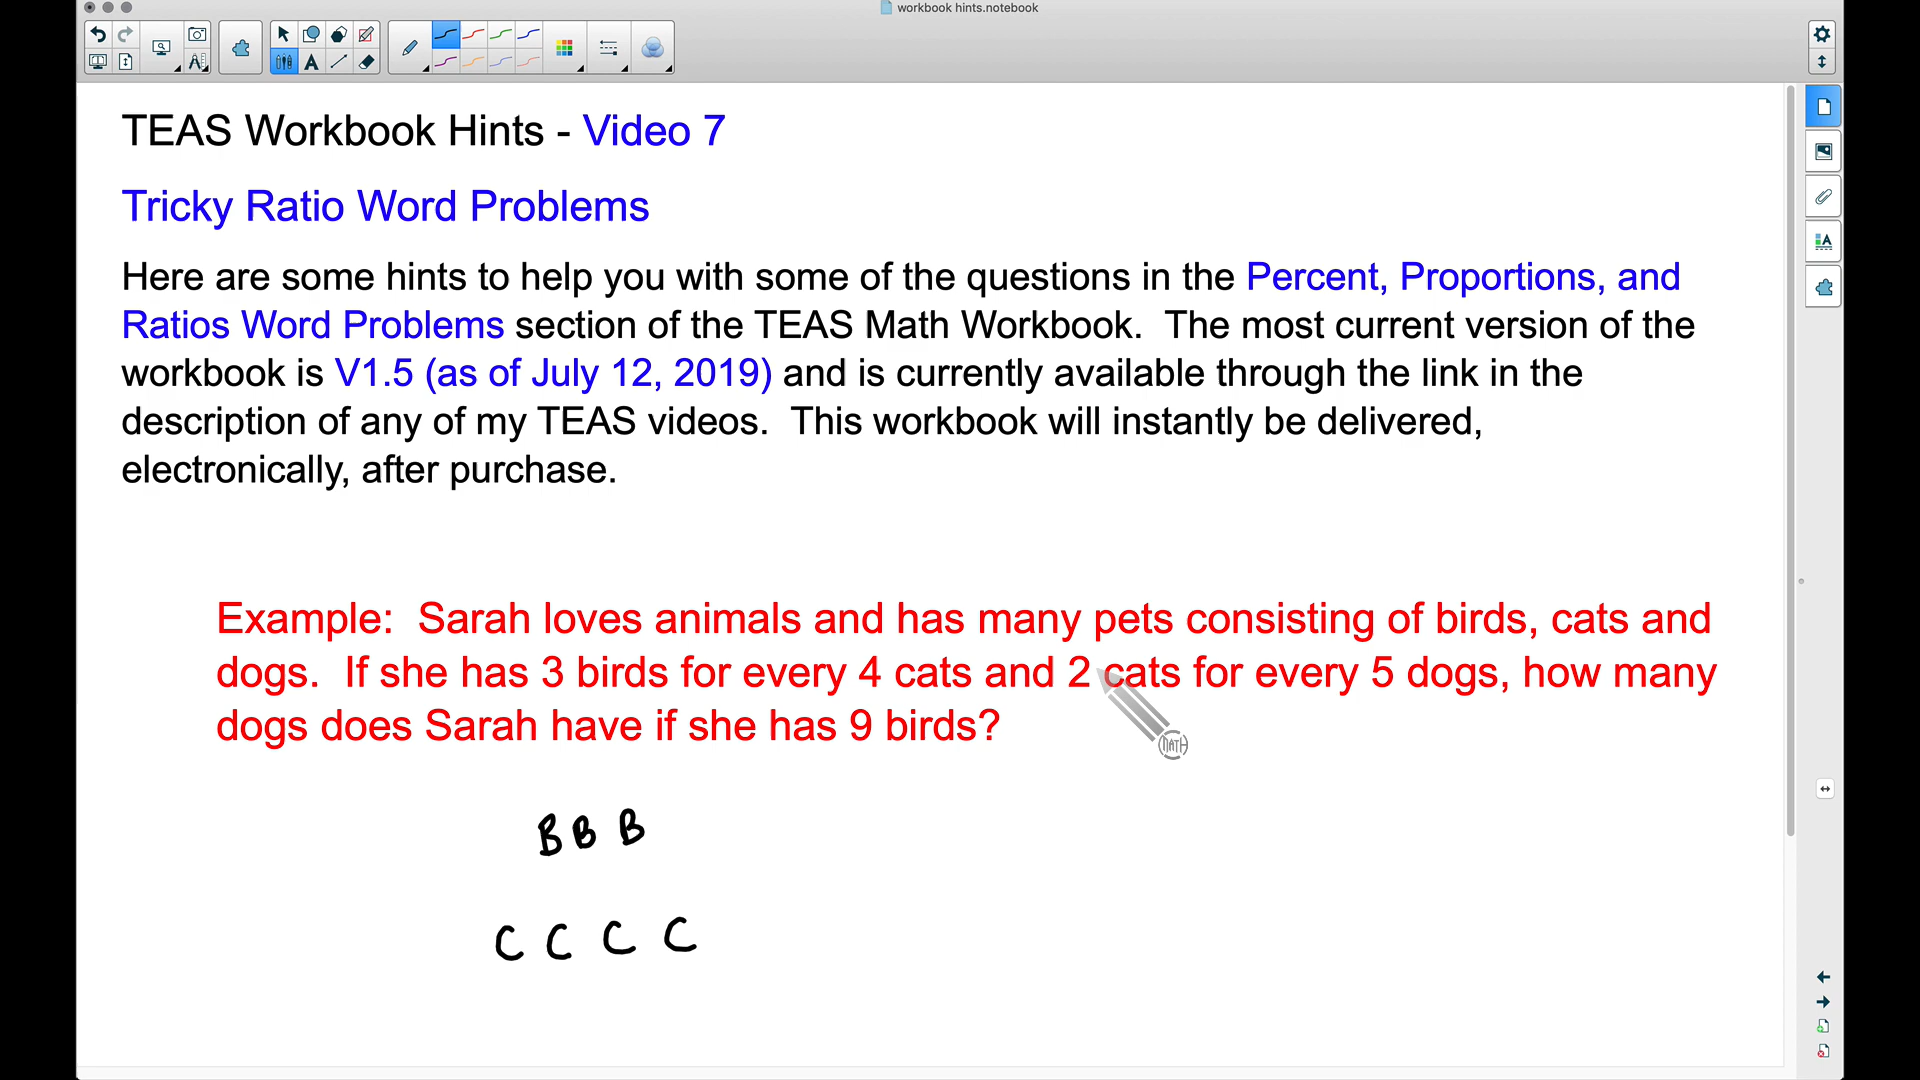 workbook hints.notebook
TEAS Workbook Hints - Video 7
Tricky Ratio Word Problems
Here are some hints to help you with some of the questions in the Percent, Proportions, and
Ratios Word Problems section of the TEAS Math Workbook. The most current version of the
workbook is V1.5 (as of July 12, 2019) and is currently available through the link in the
description of any of my TEAS videos. This workbook will instantly be delivered,
electronically, after purchase.
Example: Sarah loves animals and has many pets consisting of birds, cats and
dogs. If she has 3 birds for every 4 cats and 2 cats for every 5 dogs, how many
dogs does Sarah have if she has 9 birds?
MATH
B B B
C C C C